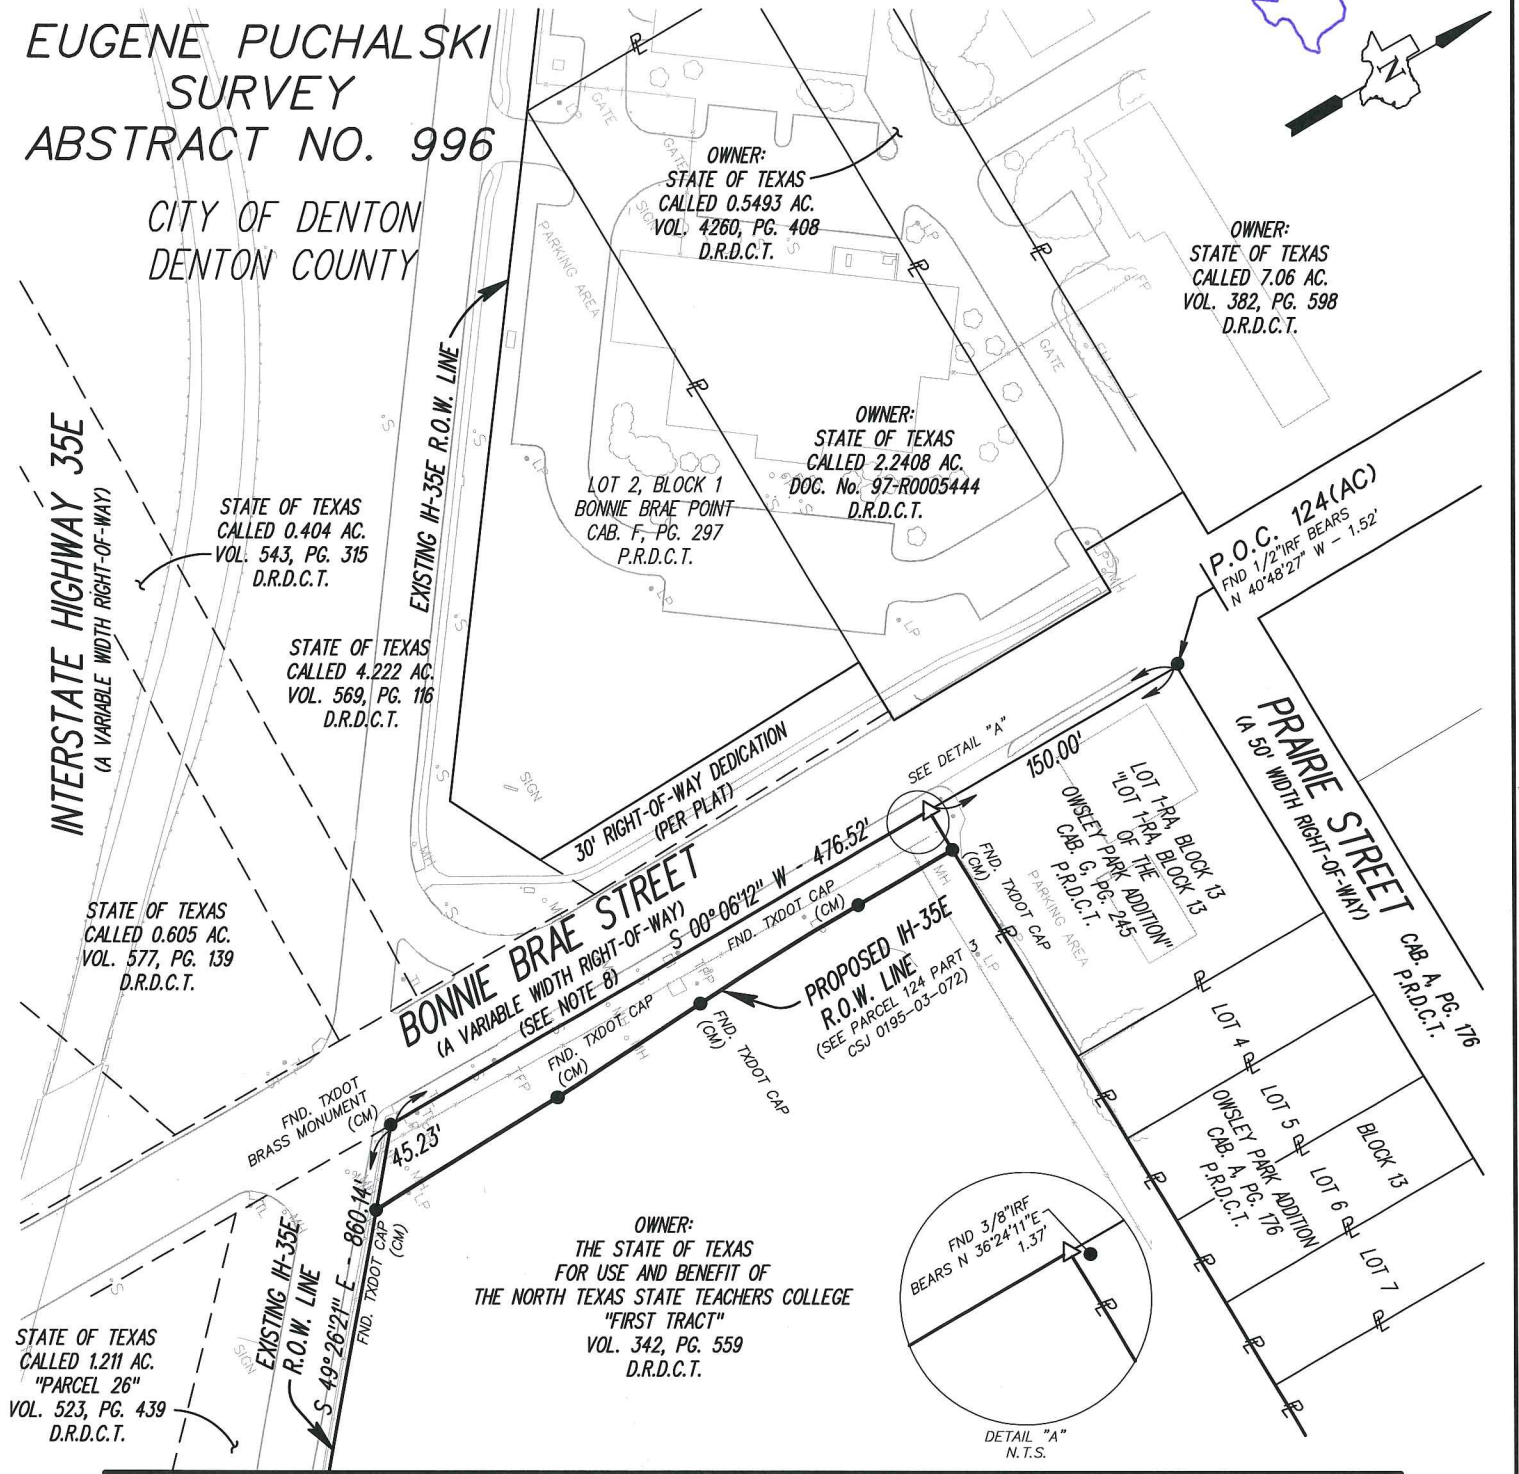 EUGENE PUCHALSKI
SURVEY
ABSTRACT NO. 996
CITY OF DENTON
DENTON COUNTY
N
OWNER:
STATE OF TEXAS
CALLED 0.5493 AC.
VOL. 4260, PG. 408
D.R.D.C.T.
OWNER:
STATE OF TEXAS
CALLED 7.06 AC.
VOL. 382, PG. 598
D.R.D.C.T.
GATE
GATE
SIGN
PARKING AREA
LP
LP
FP
GATE
EXISTING IH-35E R.O.W. LINE
INTERSTATE HIGHWAY 35E
(A VARIABLE WIDTH RIGHT-OF-WAY)
STATE OF TEXAS
CALLED 0.404 AC.
VOL. 543, PG. 315
D.R.D.C.T.
OWNER:
STATE OF TEXAS
CALLED 2.2408 AC.
DOC. No. 97-R0005444
D.R.D.C.T.
LOT 2, BLOCK 1
BONNIE BRAE POINT
CAB. F, PG. 297
P.R.D.C.T.
LP
LP
LP
P.O.C. 124(AC)
FND 1/2"IRF BEARS
N 40°48'27" W - 1.52'
STATE OF TEXAS
CALLED 4.222 AC.
VOL. 569, PG. 116
D.R.D.C.T.
SIGN
MH
30' RIGHT-OF-WAY DEDICATION
(PER PLAT)
SEE DETAIL "A"
150.00'
LOT 1-RA, BLOCK 13
"LOT 1-RA, BLOCK 13
OF THE
OWSLEY PARK ADDITION"
CAB. G, PG. 245
P.R.D.C.T.
PRAIRIE STREET
(A 50' WIDTH RIGHT-OF-WAY)
CAB. A, PG. 176
P.R.D.C.T.
STATE OF TEXAS
CALLED 0.605 AC.
VOL. 577, PG. 139
D.R.D.C.T.
BONNIE BRAE STREET
(A VARIABLE WIDTH RIGHT-OF-WAY)
(SEE NOTE 8)
S 00°06'12" W - 476.52'
FND. TXDOT CAP
(CM)
FND. TXDOT CAP
(CM)
MH
PARKING AREA
LP
PROPOSED IH-35E
R.O.W. LINE
(SEE PARCEL 124 PART 3
CSJ 0195-03-072)
FND. TXDOT CAP
(CM)
FND. TXDOT CAP
(CM)
FND. TXDOT
BRASS MONUMENT
(CM)
45.23'
LP
LOT 4
LOT 5
LOT 6
LOT 7
BLOCK 13
OWSLEY PARK ADDITION
CAB. A, PG. 176
P.R.D.C.T.
S 49°26'21" E - 860.14'
FND. TXDOT CAP
(CM)
EXISTING IH-35E
R.O.W. LINE
SIGN
OWNER:
THE STATE OF TEXAS
FOR USE AND BENEFIT OF
THE NORTH TEXAS STATE TEACHERS COLLEGE
"FIRST TRACT"
VOL. 342, PG. 559
D.R.D.C.T.
STATE OF TEXAS
CALLED 1.211 AC.
"PARCEL 26"
VOL. 523, PG. 439
D.R.D.C.T.
FND 3/8"IRF
BEARS N 36°24'11"E
1.37'
DETAIL "A"
N.T.S.